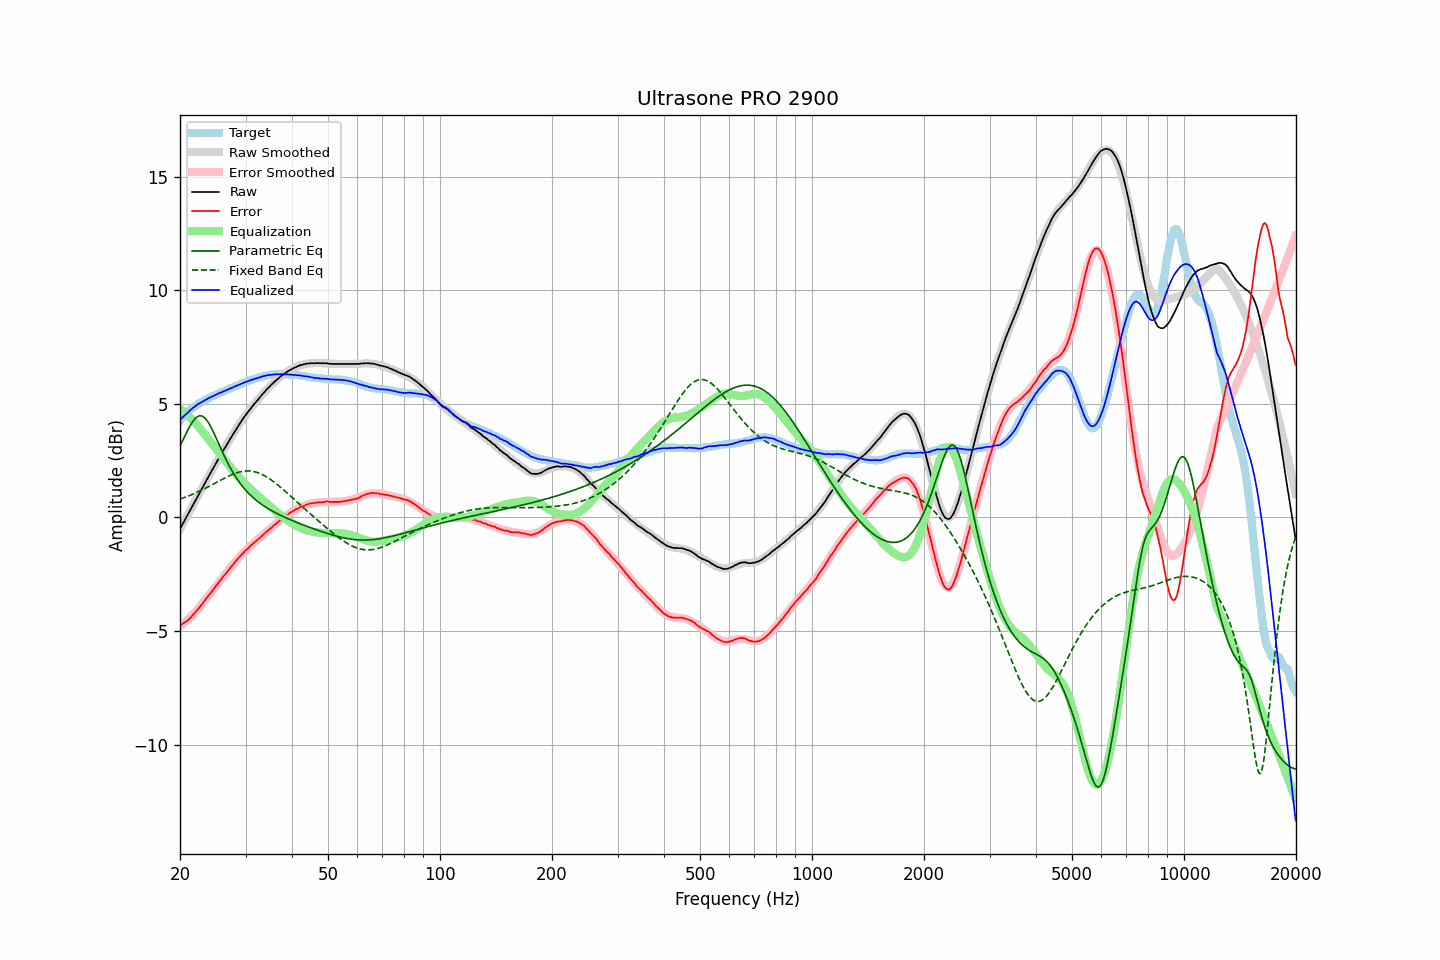 Ultrasone PRO 2900
Target
Raw Smoothed
Error Smoothed
Raw
Error
Equalization
Parametric Eq
Fixed Band Eq
Equalized
Amplitude (dBr)
15
10
5
0
−5
−10
20 50 100 200 500 1000 2000 5000 10000 20000
Frequency (Hz)